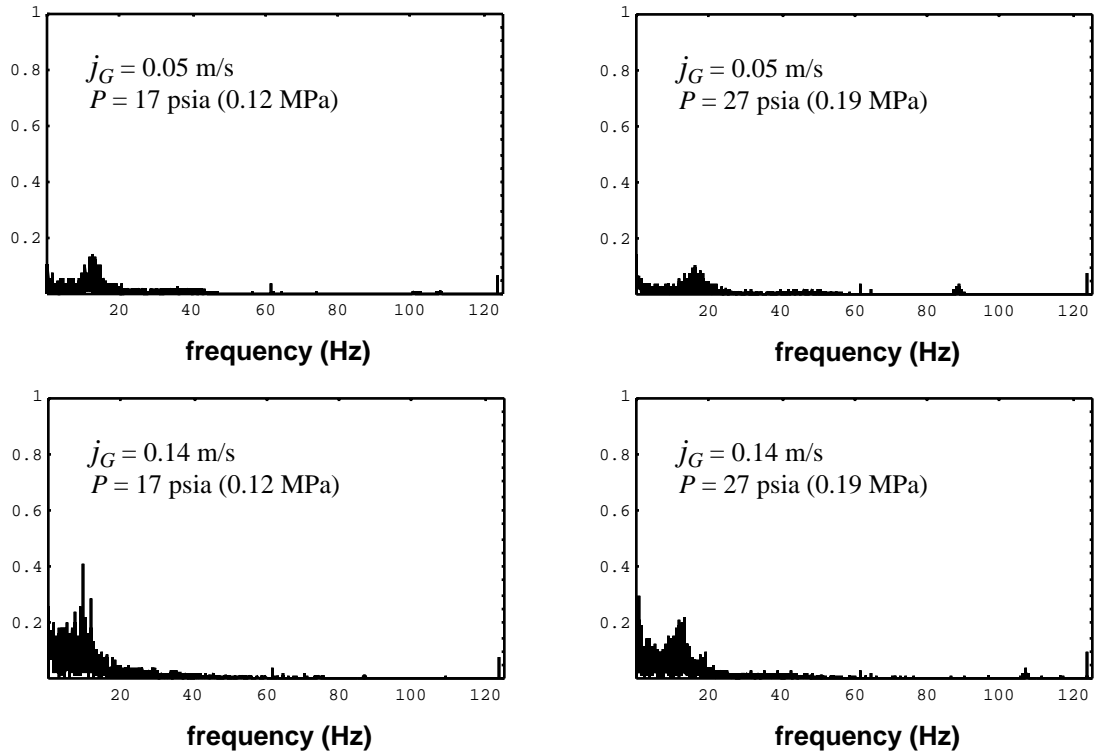 1
0.8
0.6
0.4
0.2
j_G = 0.05 m/s
P = 17 psia (0.12 MPa)
20 40 60 80 100 120
frequency (Hz)
1
0.8
0.6
0.4
0.2
j_G = 0.05 m/s
P = 27 psia (0.19 MPa)
20 40 60 80 100 120
frequency (Hz)
1
0.8
0.6
0.4
0.2
j_G = 0.14 m/s
P = 17 psia (0.12 MPa)
20 40 60 80 100 120
frequency (Hz)
1
0.8
0.6
0.4
0.2
j_G = 0.14 m/s
P = 27 psia (0.19 MPa)
20 40 60 80 100 120
frequency (Hz)